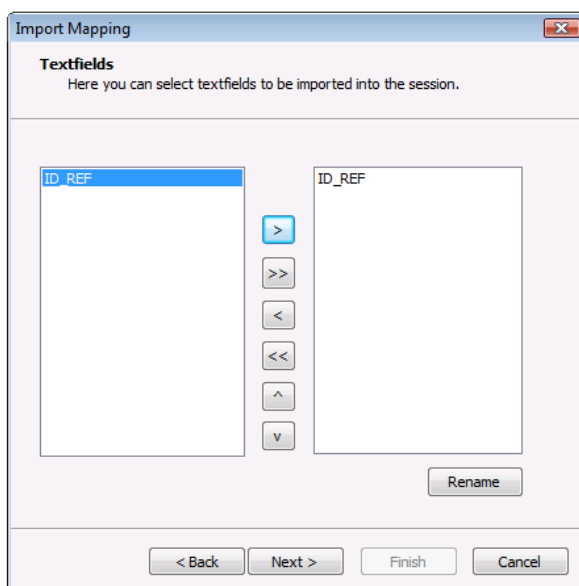 Import Mapping
Textfields
Here you can select textfields to be imported into the session.
ID_REF
ID_REF
>
>>
<
<<
^
v
Rename
< Back
Next >
Finish
Cancel